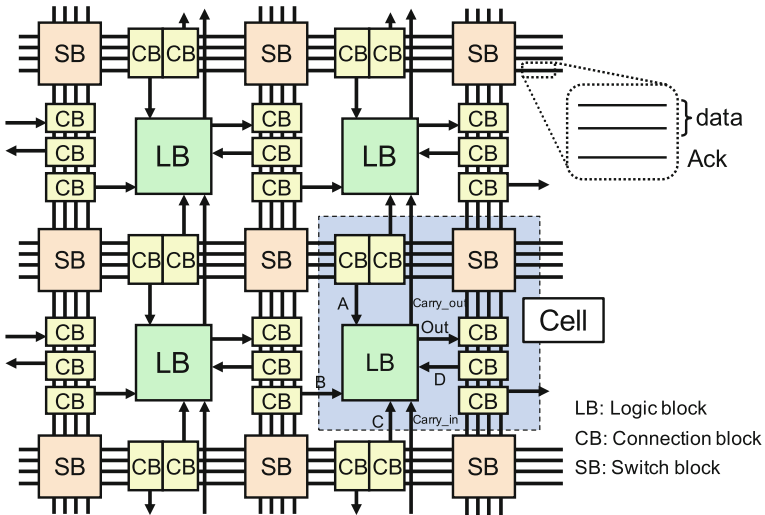 SB CB CB SB CB CB SB
CB CB CB
data
CB LB CB LB CB
Ack
CB CB CB
SB CB CB SB CB CB SB
A Carry_out
CB CB Out CB
Cell
CB LB CB LB CB
D
CB CB B CB
C Carry_in
LB: Logic block
CB: Connection block
SB CB CB SB CB CB SB
SB: Switch block